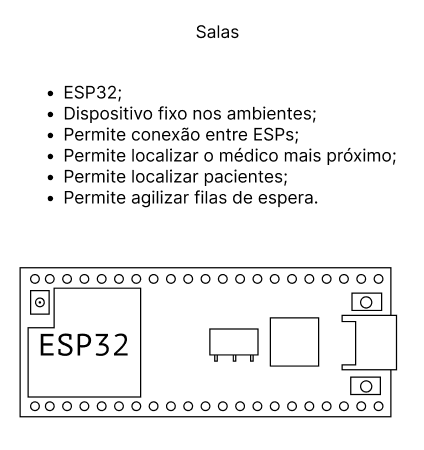 Salas
• ESP32;
• Dispositivo fixo nos ambientes;
• Permite conexão entre ESPs;
• Permite localizar o médico mais próximo;
• Permite localizar pacientes;
• Permite agilizar filas de espera.
ESP32